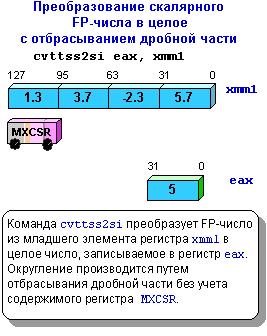 Преобразование скалярного
FP-числа в целое
с отбрасыванием дробной части
cvttss2si eax, xmm1
127 95 63 31 0
1.3 3.7 -2.3 5.7 xmm1
MXCSR
31 0
5 eax
Команда cvttss2si преобразует FP-число
из младшего элемента регистра xmm1 в
целое число, записываемое в регистр eax.
Округление производится путем
отбрасывания дробной части без учета
содержимого регистра MXCSR.